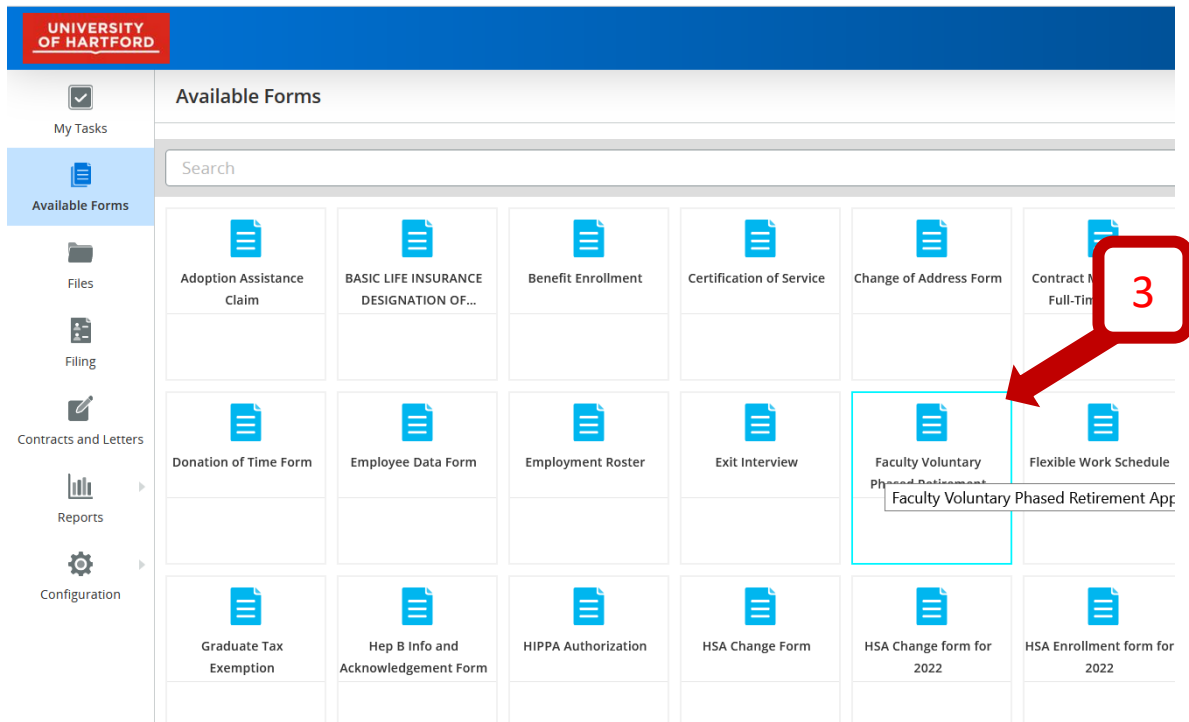 UNIVERSITY
OF HARTFORD
My Tasks
Available Forms
Files
Filing
Contracts and Letters
Reports
Configuration
Available Forms
Search
Adoption Assistance
Claim
BASIC LIFE INSURANCE
DESIGNATION OF...
Benefit Enrollment
Certification of Service
Change of Address Form
Contract
Full-Tim
3
Donation of Time Form
Employee Data Form
Employment Roster
Exit Interview
Faculty Voluntary
Phased Retirement
Faculty Voluntary Phased Retirement App
Flexible Work Schedule
Graduate Tax
Exemption
Hep B Info and
Acknowledgement Form
HIPPA Authorization
HSA Change Form
HSA Change form for
2022
HSA Enrollment form for
2022